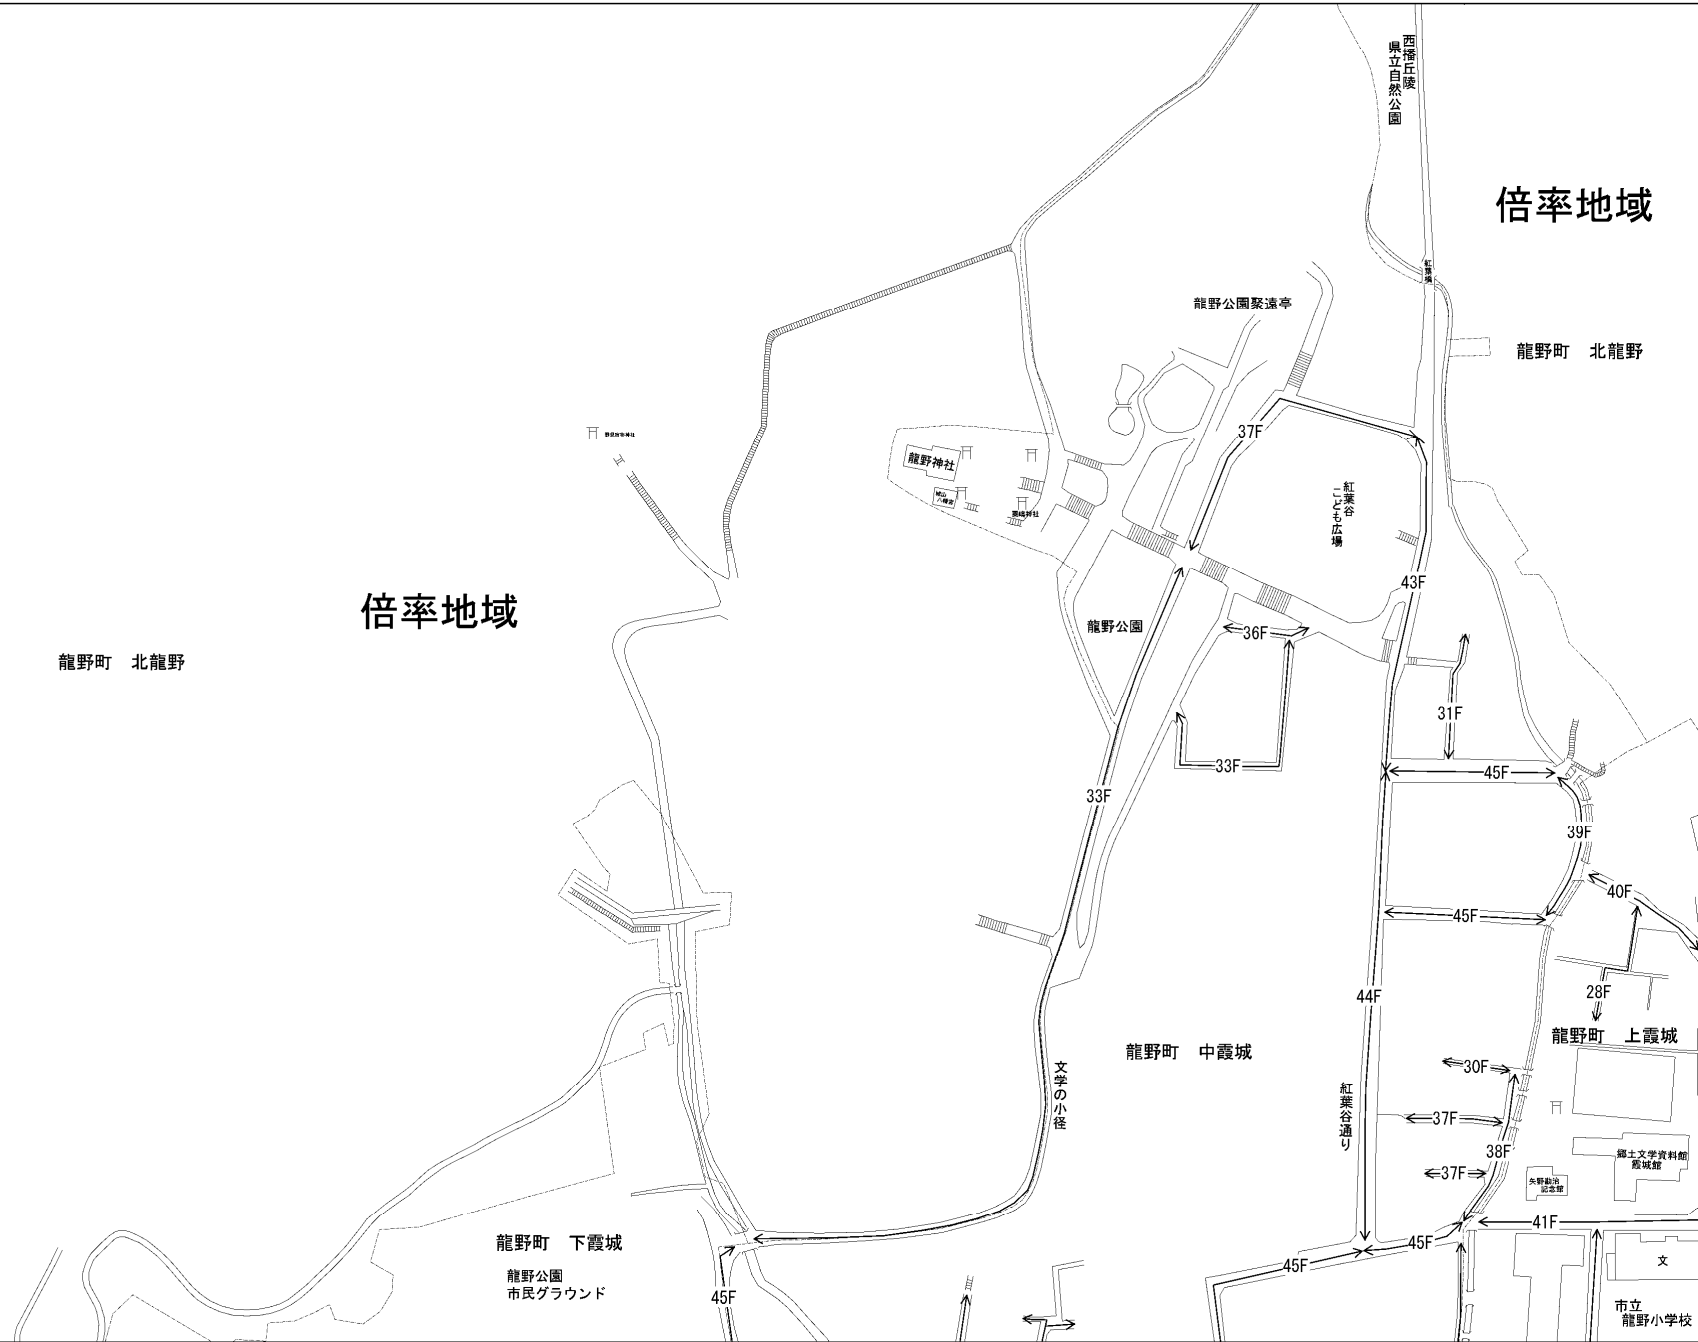 西播丘陵
県立自然公園
倍率地域
紅葉橋
龍野公園聚遠亭
龍野町　北龍野
37F
龍野神社
紅葉谷
こども広場
43F
倍率地域
龍野公園
36F
龍野町　北龍野
31F
33F
45F
33F
39F
40F
45F
28F
44F
龍野町　上霞城
龍野町　中霞城
文学の小径
30F
紅葉谷通り
37F
38F
郷土文学資料館
霞城館
37F
矢野勘治
記念館
41F
龍野町　下霞城
45F
45F
文
龍野公園
市民グラウンド
45F
市立
龍野小学校